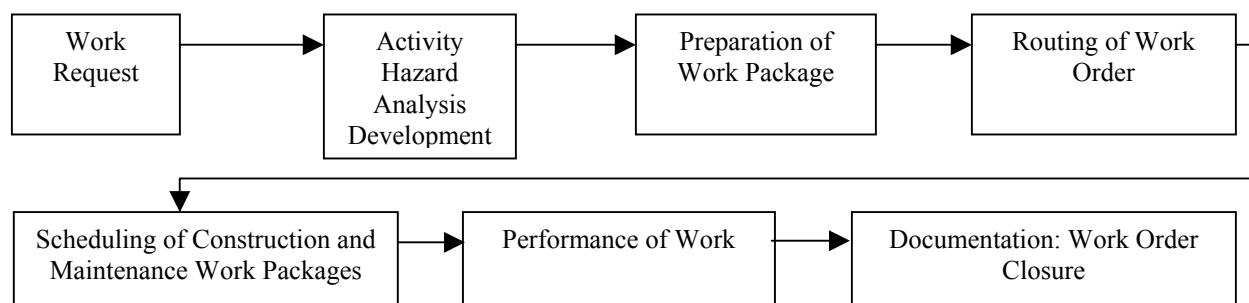 Work
Request
Activity
Hazard
Analysis
Development
Preparation of
Work Package
Routing of Work
Order
Scheduling of Construction and
Maintenance Work Packages
Performance of Work
Documentation: Work Order
Closure